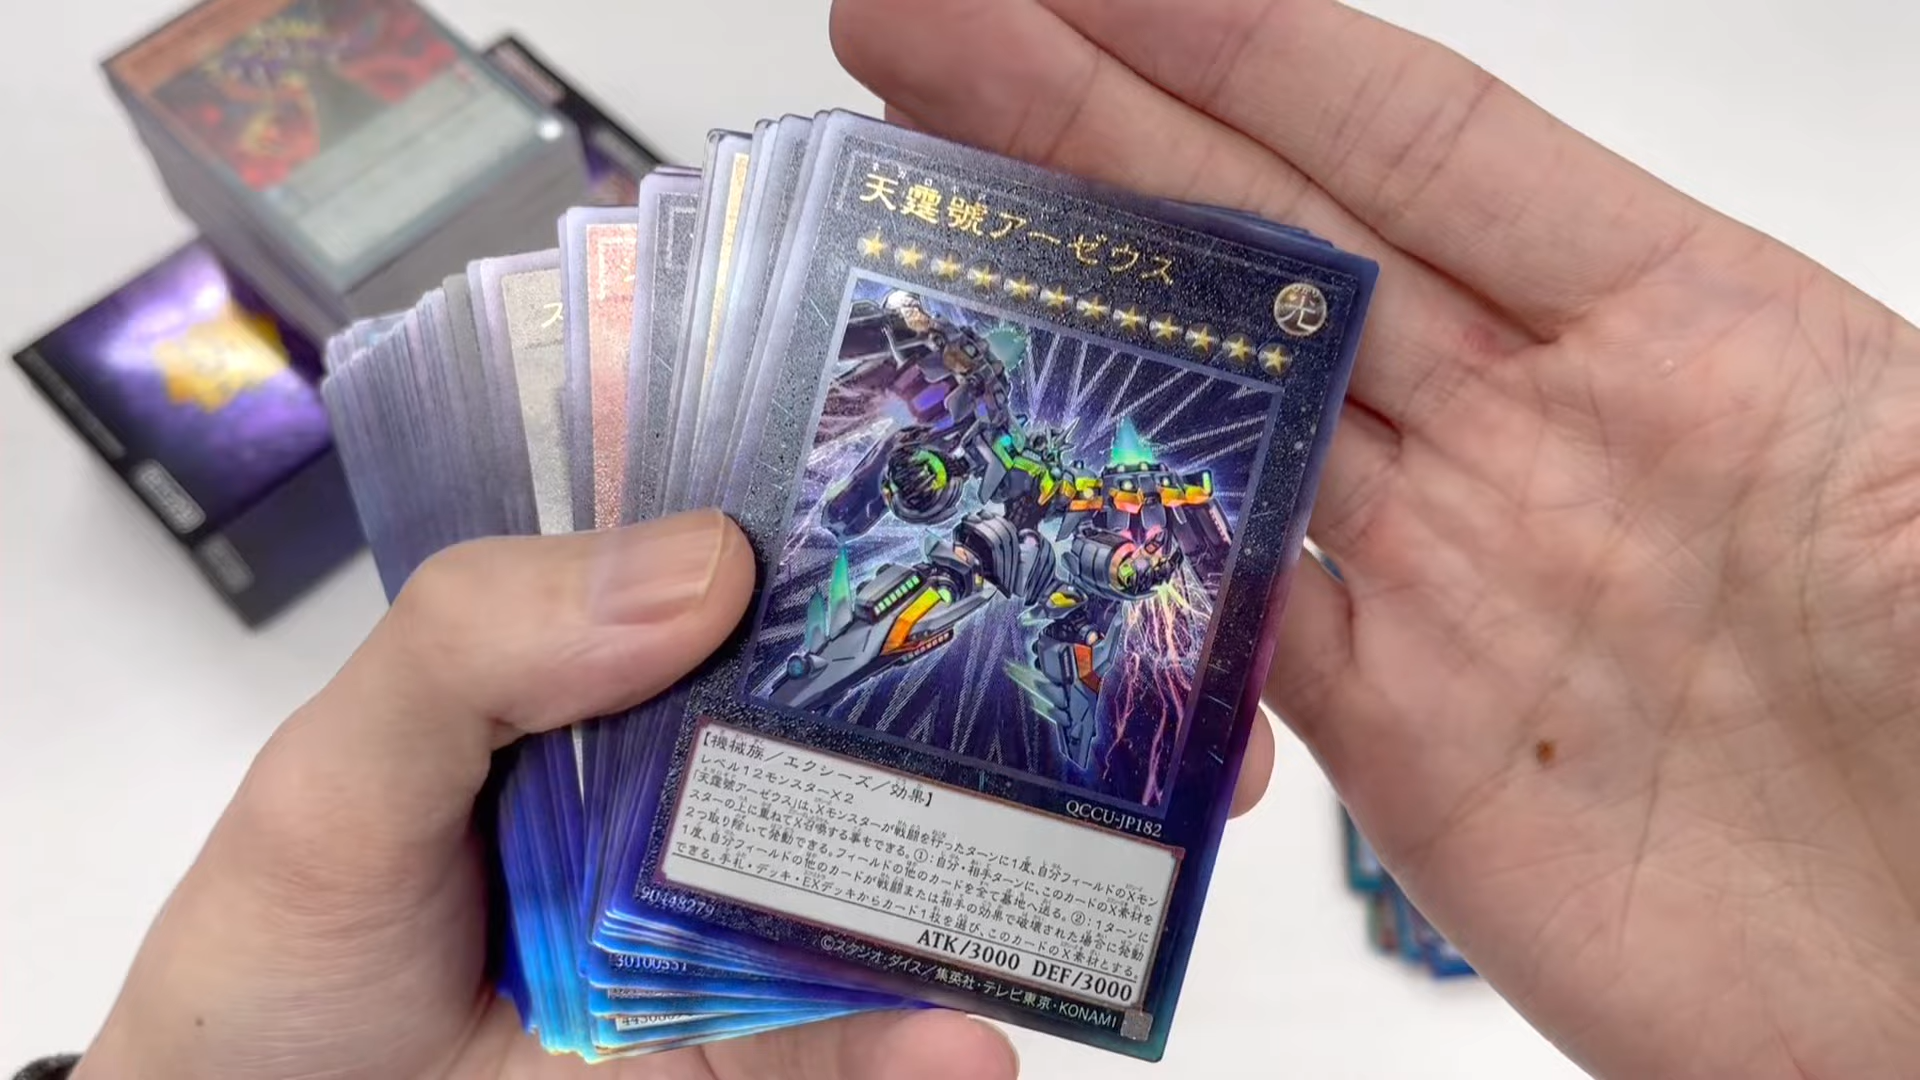 天霆號アーゼウス
光
QCCU-JP182
【機械族／エクシーズ／効果】
レベル12モンスター×2
「天霆號アーゼウス」は、Xモンスターが戦闘を行ったターンに1度、自分フィールドのXモン
スターの上に重ねてX召喚する事もできる。①：自分・相手ターンに、このカードのX素材を
2つ取り除いて発動できる。フィールドの他のカードを全て墓地へ送る。②：1ターンに
1度、自分フィールドの他のカードが戦闘または相手の効果で破壊された場合に発動
できる。手札・デッキ・EXデッキからカード1枚を選び、このカードのX素材とする。
ATK/3000 DEF/3000
90448279
©スタジオ・ダイス／集英社・テレビ東京・KONAMI
30100551